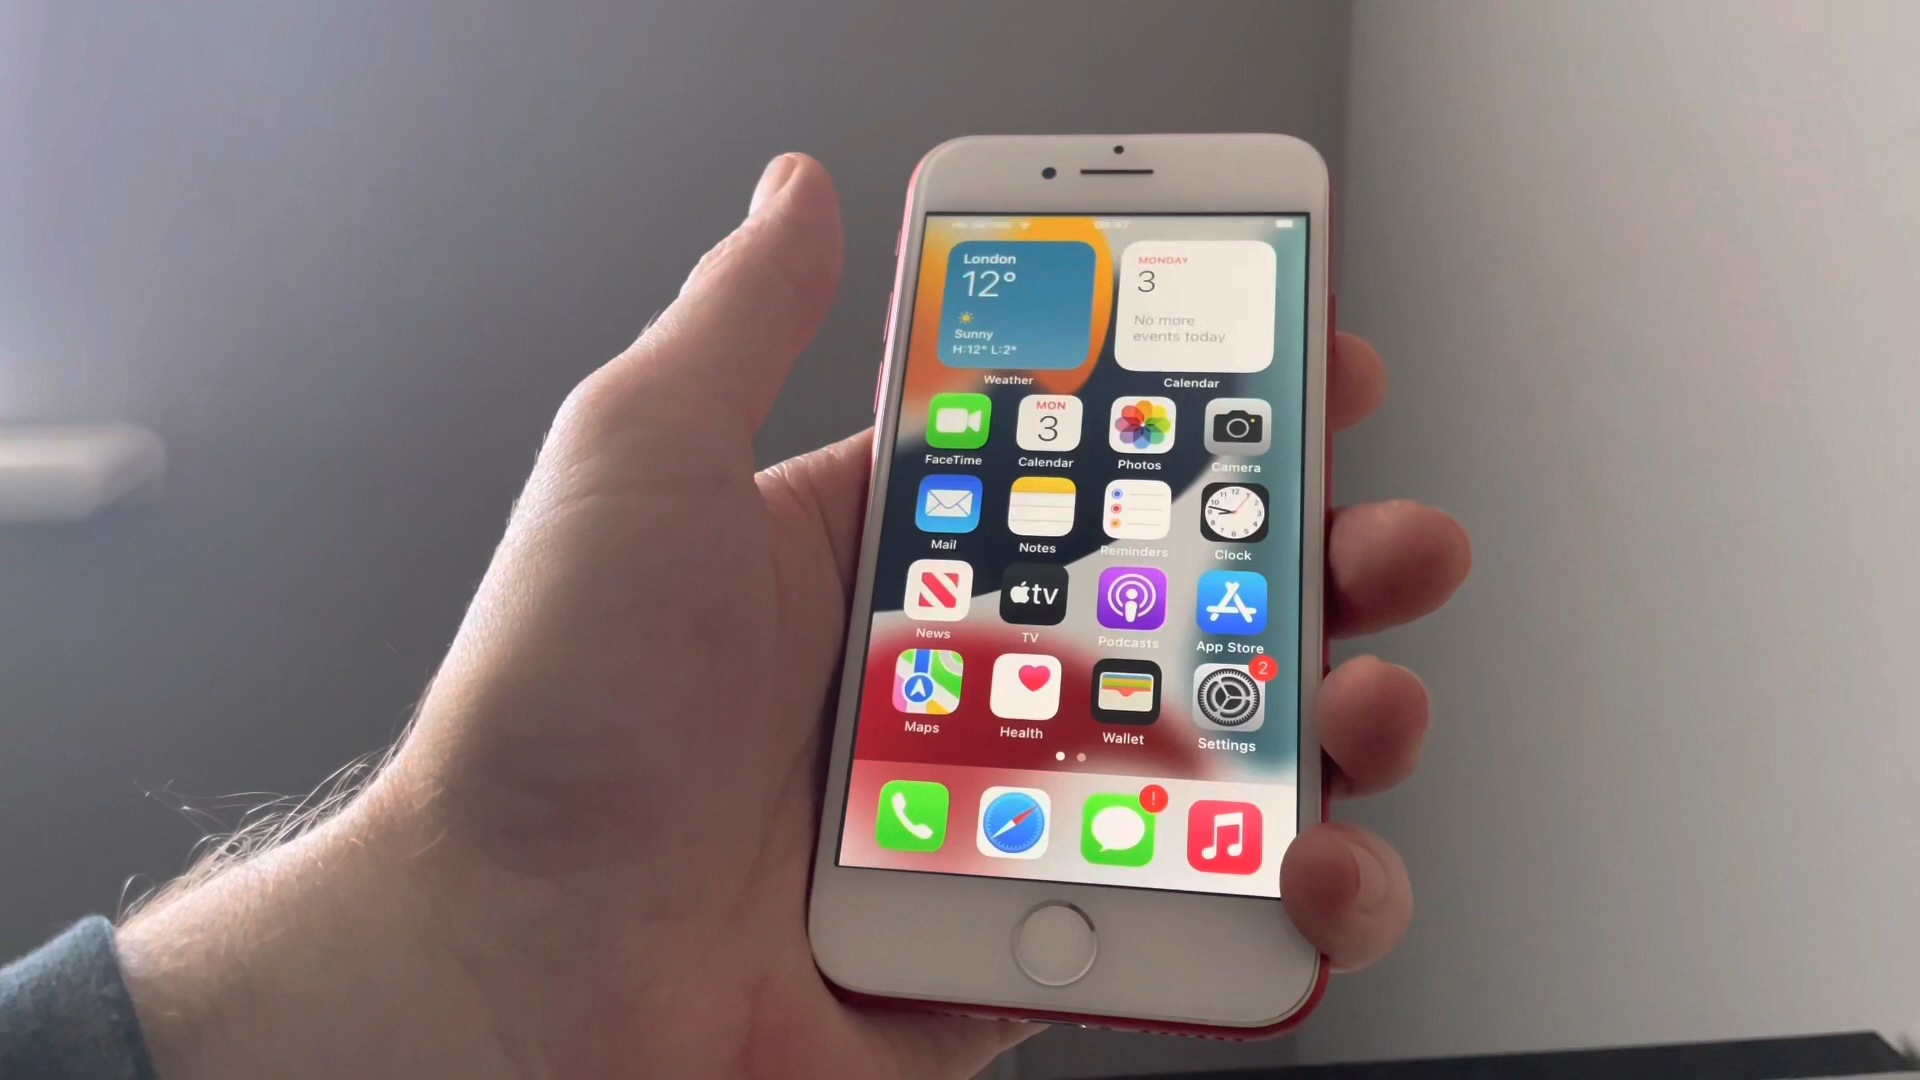 London
12°
Sunny
H:12° L:2°
Weather
MONDAY
3
No more
events today
Calendar
FaceTime
MON
3
Calendar
Photos
Camera
Mail
Notes
Reminders
Clock
News
tv
TV
Podcasts
App Store
Maps
Health
Wallet
2
Settings
!